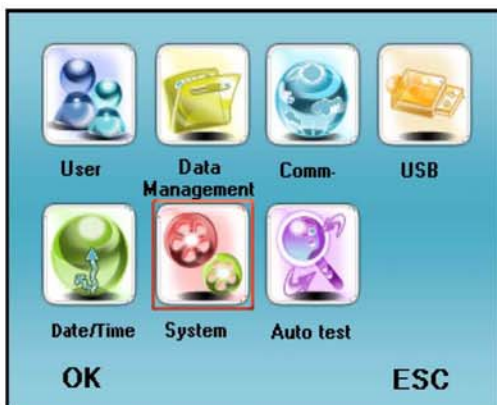 User Data Comm- USB
Management
Date/Time System Auto test
OK ESC